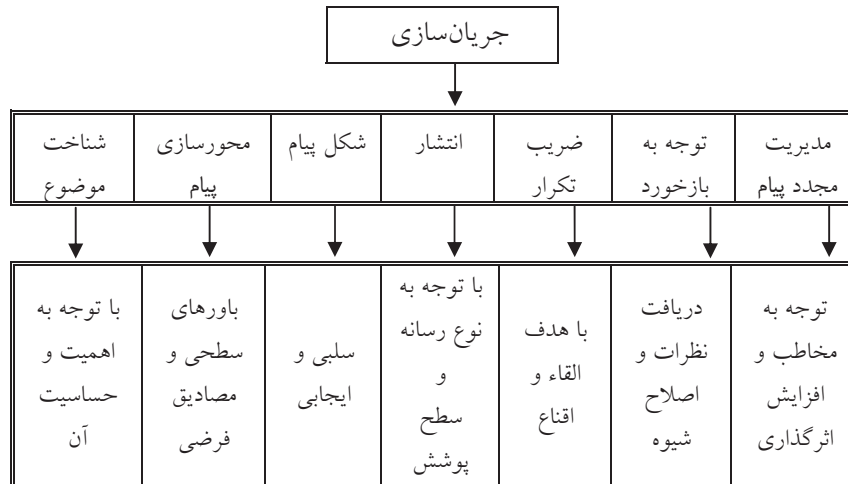 جریان‌سازی
مدیریت
مجدد پیام
توجه به
بازخورد
ضریب
تکرار
انتشار
شکل پیام
محورسازی
پیام
شناخت
موضوع
توجه به
مخاطب و
افزایش
اثرگذاری
دریافت
نظرات و
اصلاح
شیوه
با هدف
القاء و
اقناع
با توجه به
نوع رسانه
و
سطح
پوشش
سلبی و
ایجابی
باورهای
سطحی و
مصادیق
فرضی
با توجه به
اهمیت و
حساسیت
آن